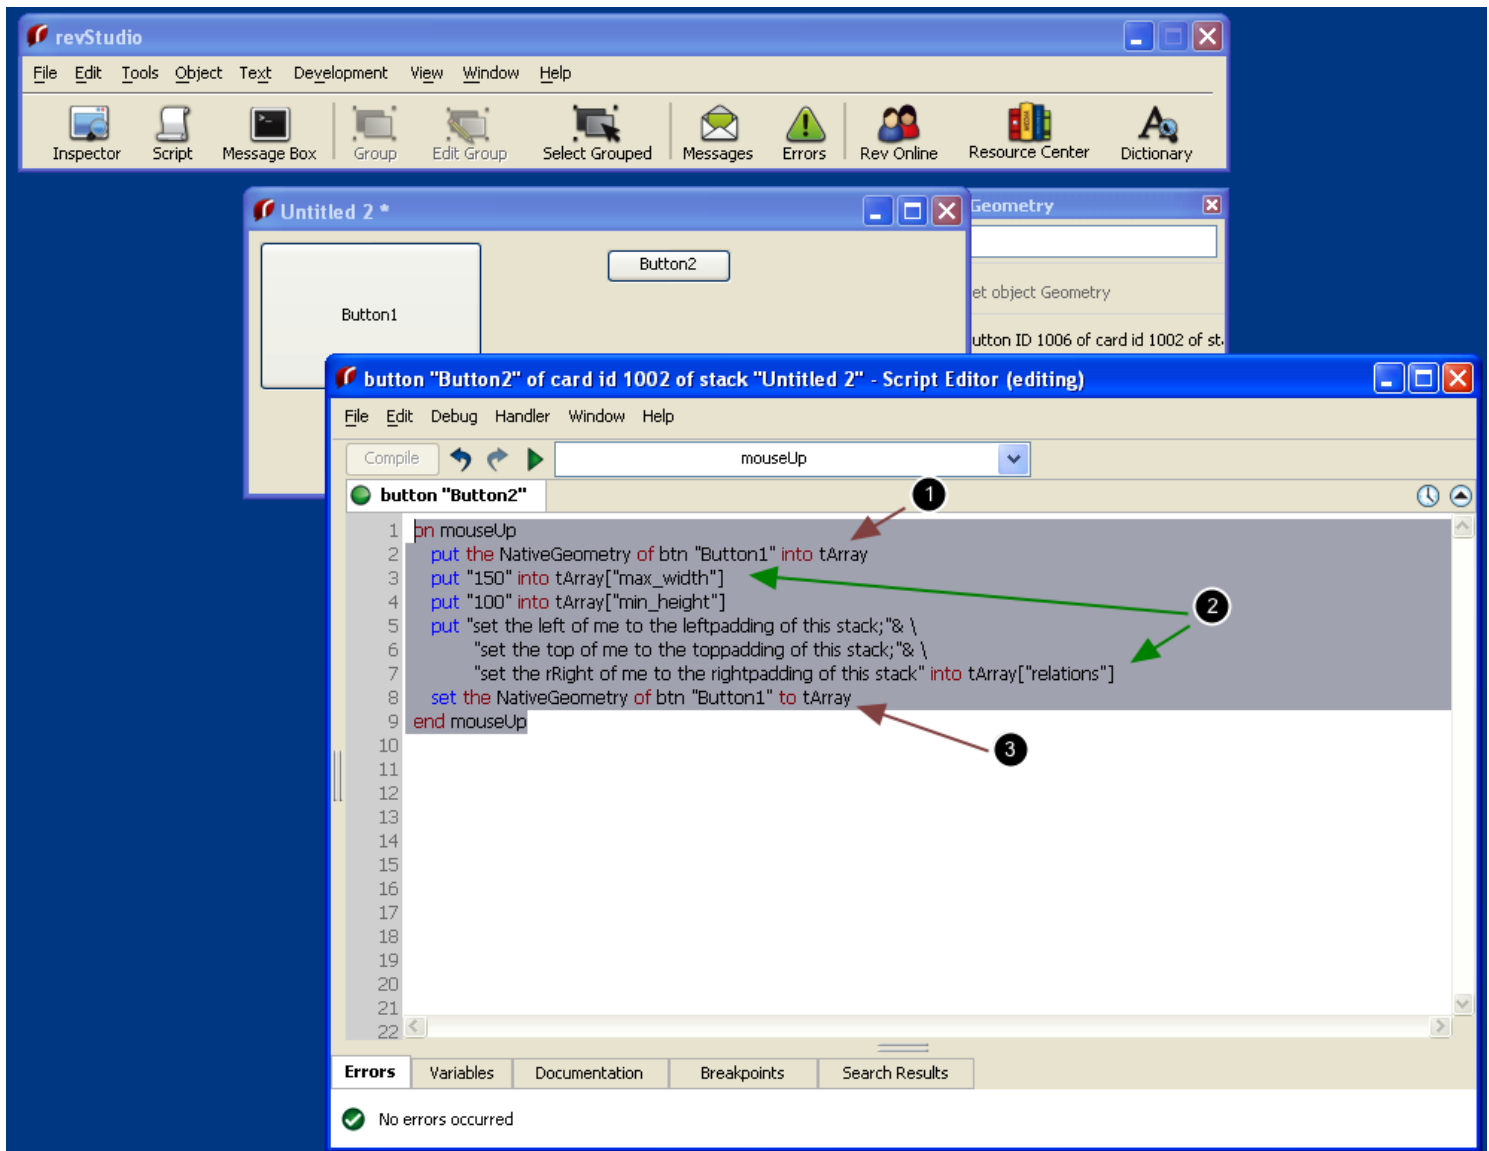 revStudio
File Edit Tools Object Text Development View Window Help
Inspector Script Message Box Group Edit Group Select Grouped Messages Errors Rev Online Resource Center Dictionary
Untitled 2 *
Geometry
Button1
Button2
et object Geometry
utton ID 1006 of card id 1002 of st
button "Button2" of card id 1002 of stack "Untitled 2" - Script Editor (editing)
File Edit Debug Handler Window Help
Compile mouseUp
button "Button2"
1
1 on mouseUp
2 put the NativeGeometry of btn "Button1" into tArray
3 put "150" into tArray["max_width"]
4 put "100" into tArray["min_height"]
2
5 put "set the left of me to the leftpadding of this stack;"& \
6 "set the top of me to the toppadding of this stack;"& \
7 "set the rRight of me to the rightpadding of this stack" into tArray["relations"]
8 set the NativeGeometry of btn "Button1" to tArray
9 end mouseUp
3
10
11
12
13
14
15
16
17
18
19
20
21
22
Errors Variables Documentation Breakpoints Search Results
No errors occurred